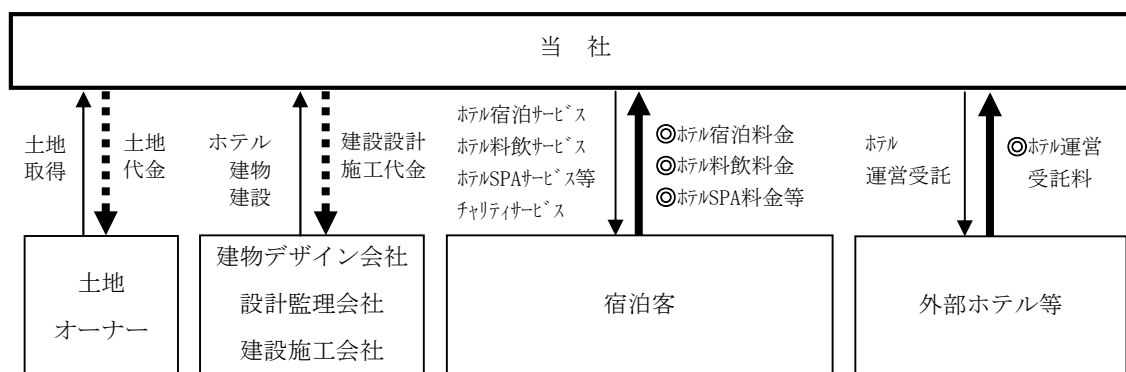 当 社
土地
取得
土地
代金
ホテル
建物
建設
建設設計
施工代金
ﾎﾃﾙ宿泊ｻｰﾋﾞｽ
ﾎﾃﾙ料飲ｻｰﾋﾞｽ
ﾎﾃﾙSPAｻｰﾋﾞｽ等
ﾁｬﾘﾃｨｻｰﾋﾞｽ
◎ﾎﾃﾙ宿泊料金
◎ﾎﾃﾙ料飲料金
◎ﾎﾃﾙSPA料金等
ﾎﾃﾙ
運営受託
◎ﾎﾃﾙ運営
受託料
土地
オーナー
建物デザイン会社
設計監理会社
建設施工会社
宿泊客
外部ホテル等